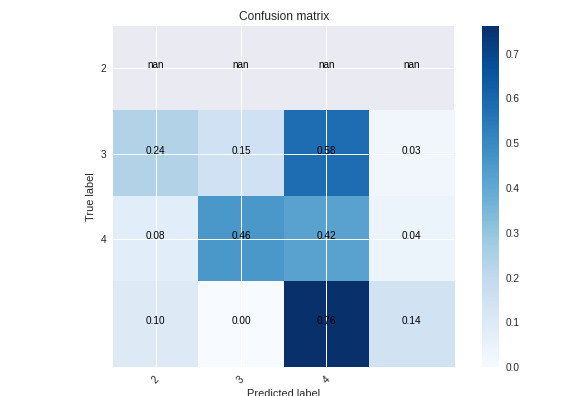 Confusion matrix
2 nan nan nan nan
3 0.24 0.15 0.58 0.03
4 0.08 0.46 0.42 0.04
0.10 0.00 0.76 0.14
2 3 4
True label
Predicted label
0.7
0.6
0.5
0.4
0.3
0.2
0.1
0.0